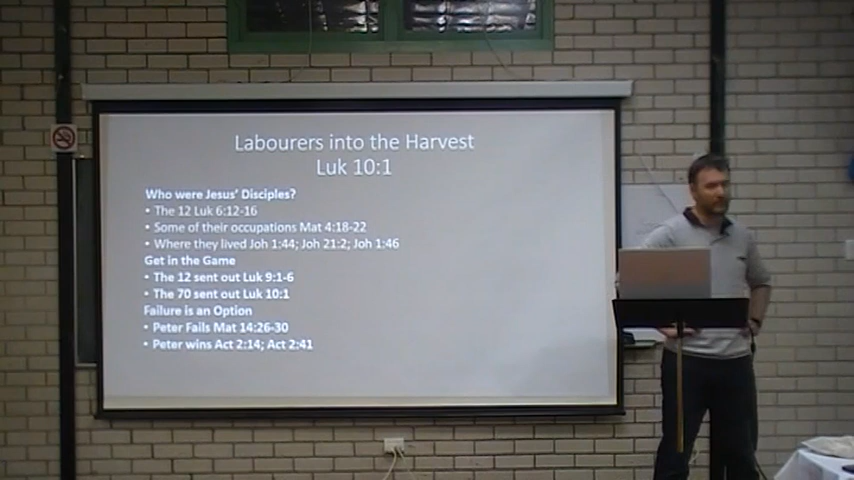 Labourers into the Harvest
Luk 10:1
Who were Jesus' Disciples?
• The 12 Luk 6:12-16
• Some of their occupations Mat 4:18-22
• Where they lived Joh 1:44; Joh 21:2; Joh 1:46
Get in the Game
• The 12 sent out Luk 9:1-6
• The 70 sent out Luk 10:1
Failure is an Option
• Peter Fails Mat 14:26-30
• Peter wins Act 2:14; Act 2:41